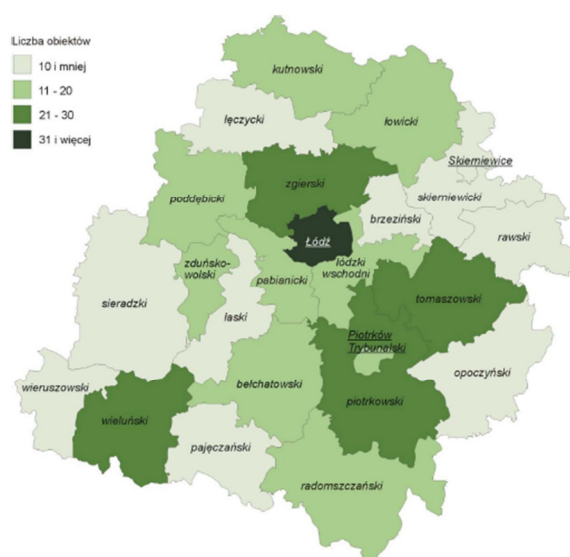 Liczba obiektów
10 i mniej
11 - 20
21 - 30
31 i więcej
kutnowski
łęczycki
łowicki
Skierniewice
zgierski
poddębicki
skierniewicki
brzeziński
Łódź
rawski
zduńsko-
wolski
łódzki
wschodni
pabianicki
sieradzki
łaski
tomaszowski
Piotrków
Trybunalski
opoczyński
wieruszowski
bełchatowski
piotrkowski
wieluński
pajęczański
radomszczański